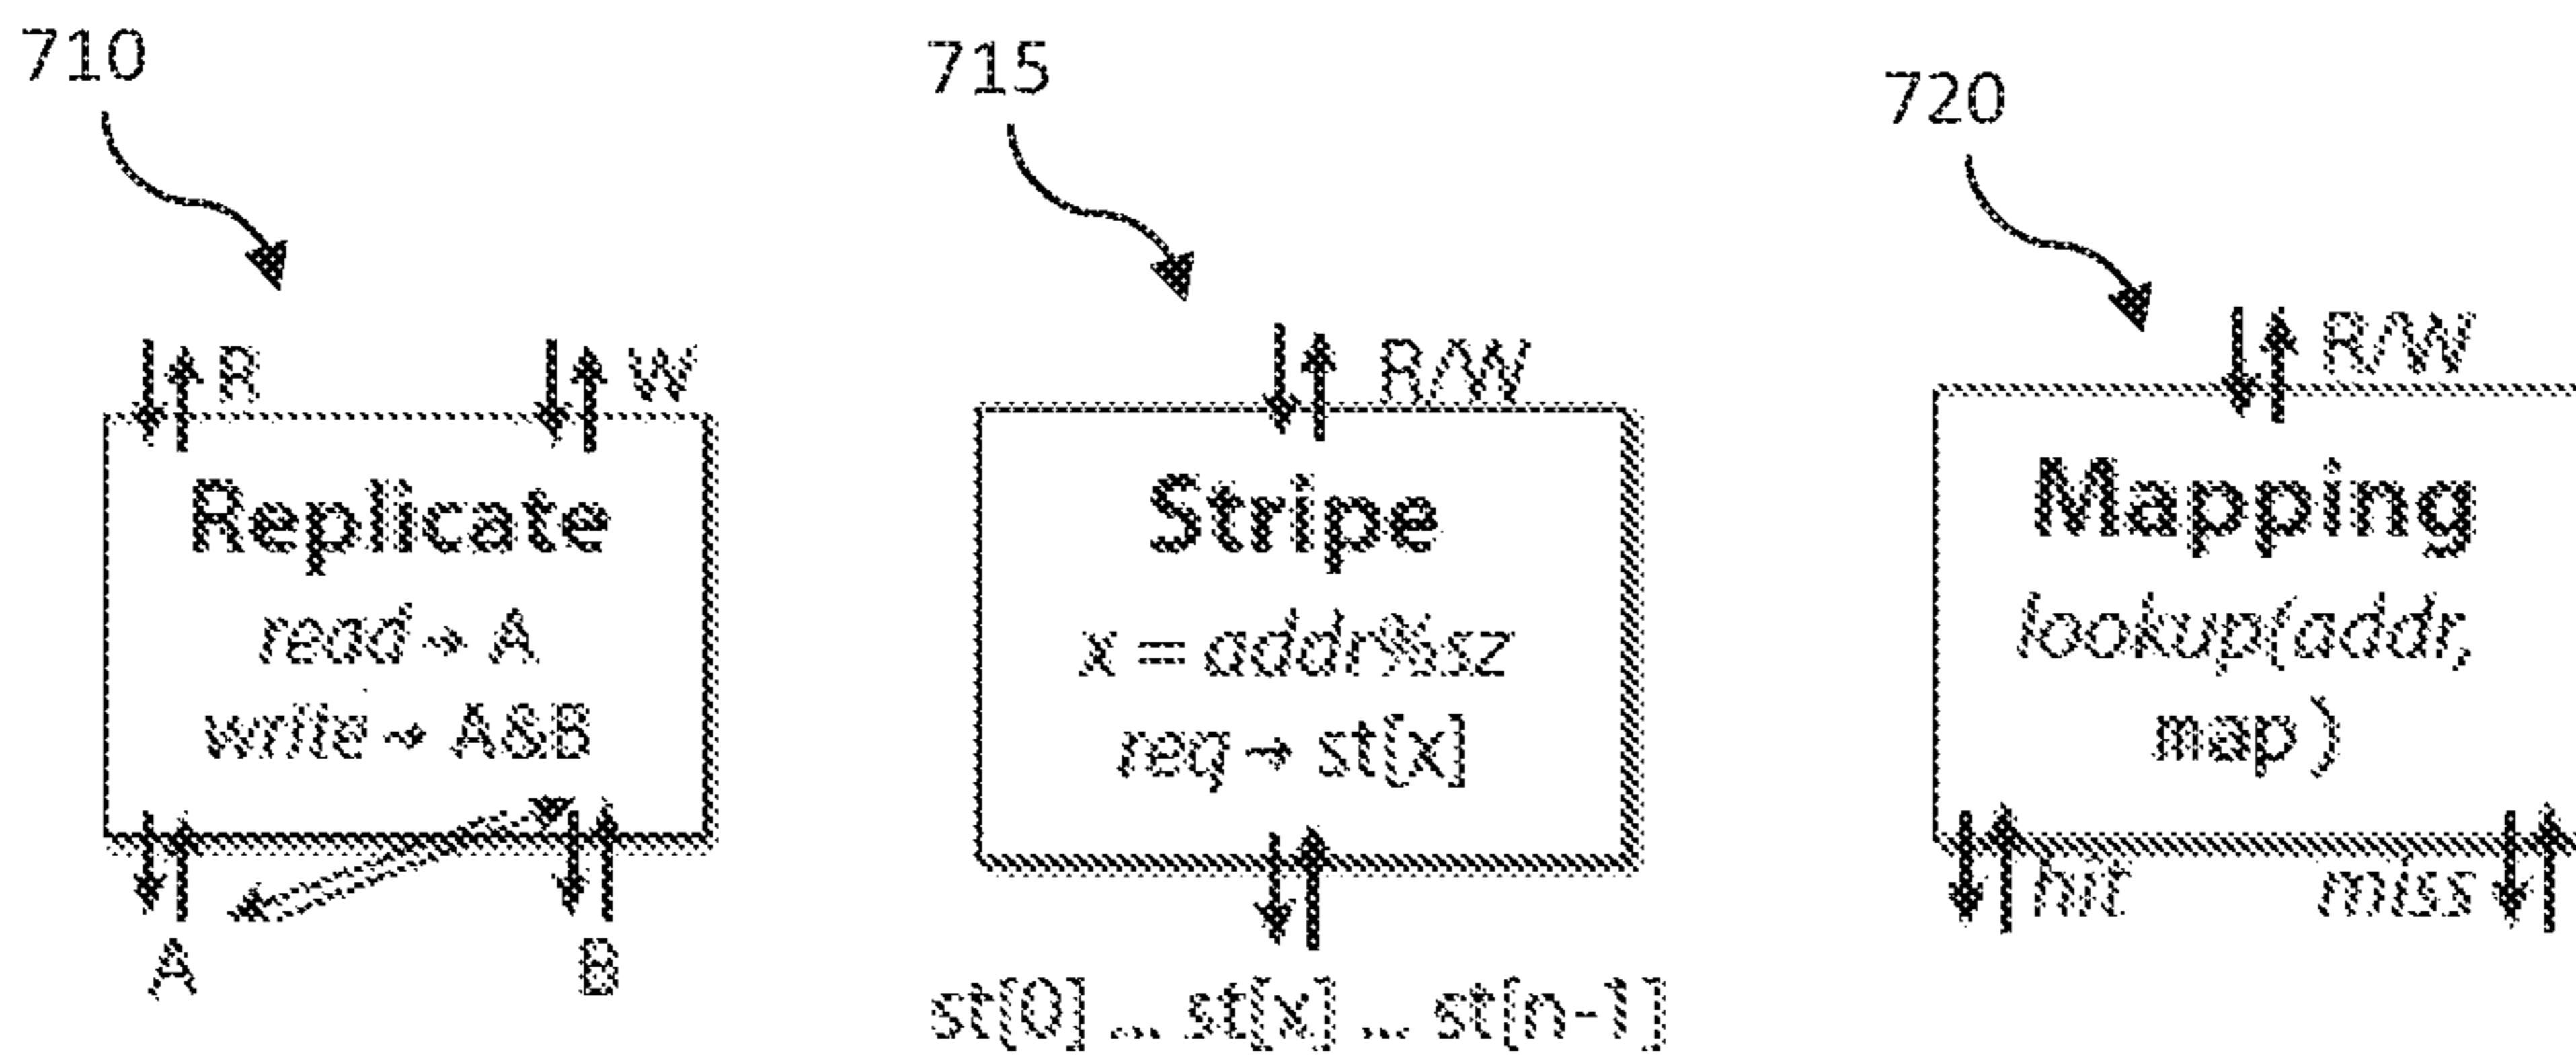 710
R
W
Replicate
read → A
write → A&B
A
B
715
R/W
Stripe
x = addr%sz
req → st[x]
st[0] ... st[x] ... st[n-1]
720
R/W
Mapping
lookup(addr,
map)
hit
miss